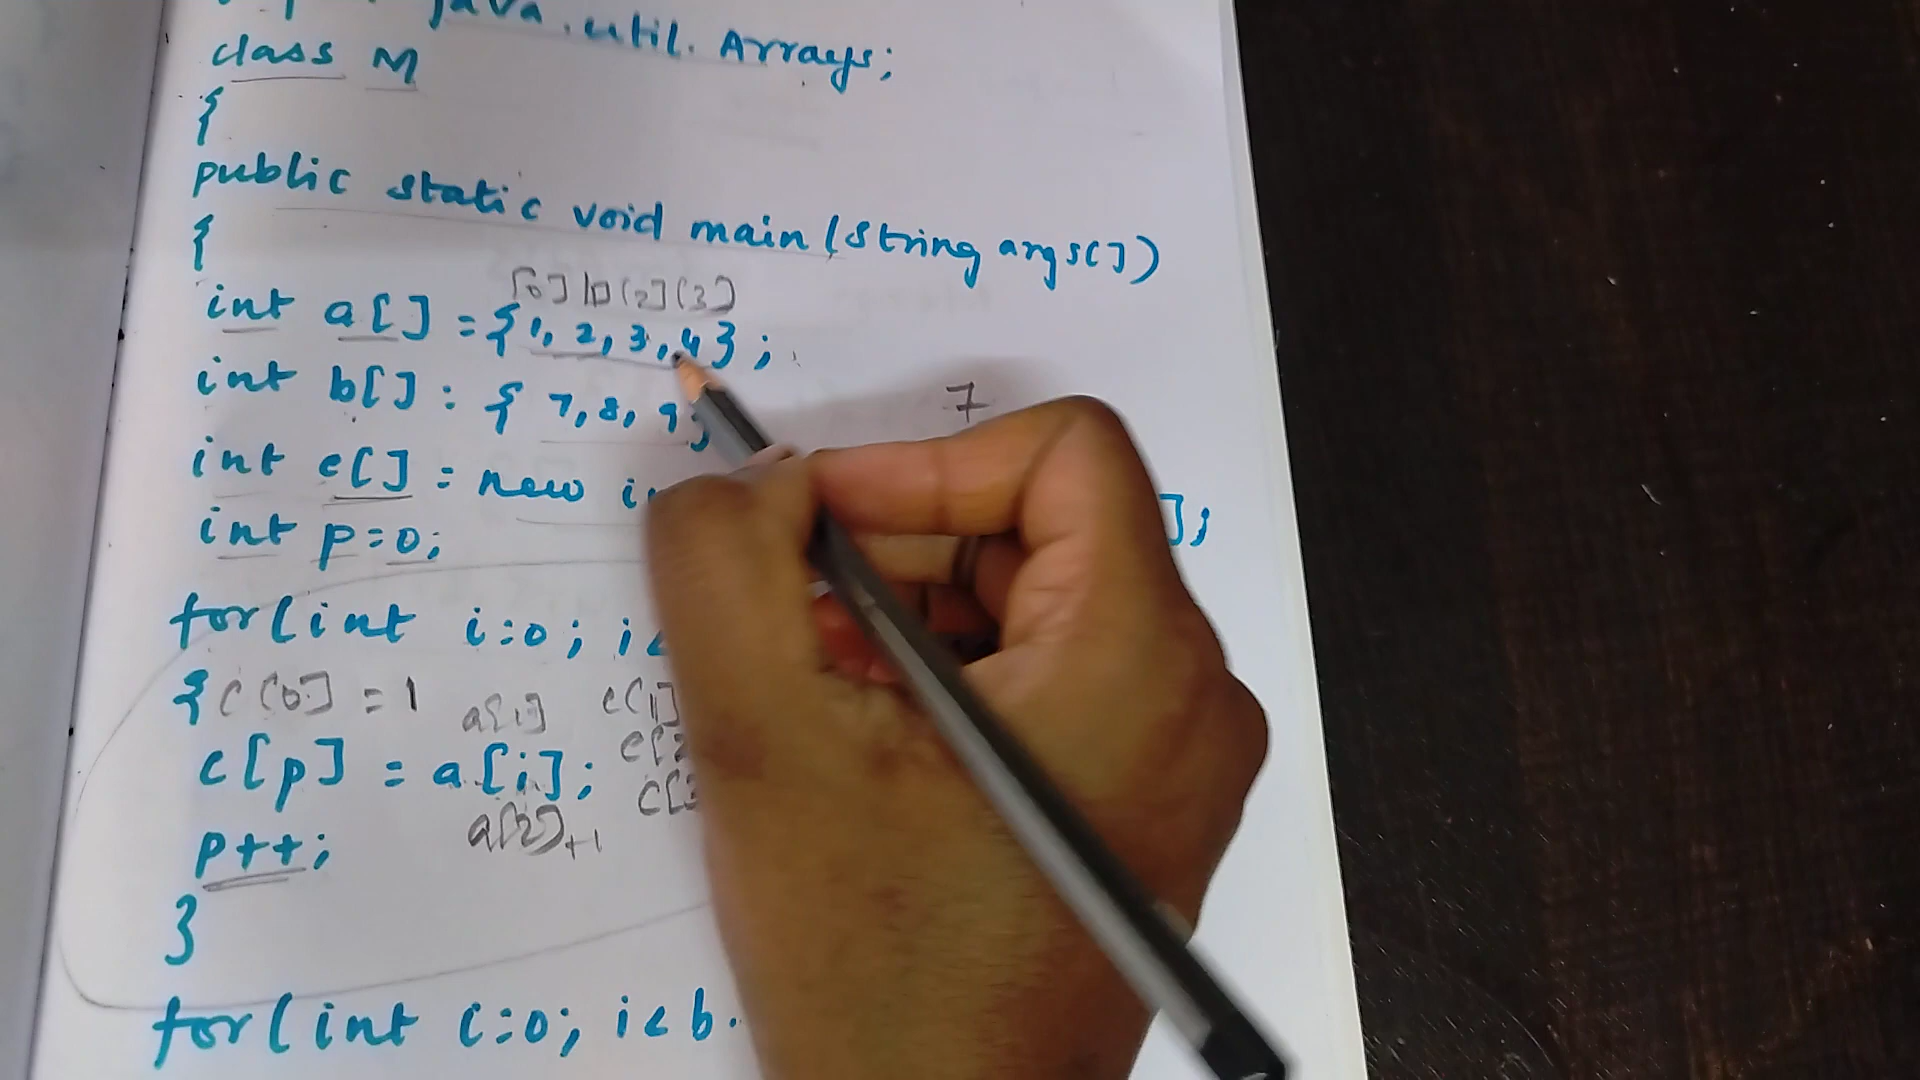 java.util.Arrays;
class M
{
public static void main(String args[])
{
[0] [2] [3]
int a[] = {1, 2, 3, 4};
int b[] = { 7, 8, 9
7
int c[] = new ];
int p=0;
for(int i=0; i<
{ c[0] = 1 a[1] c[1]
c[p] = a[i];
p++; a[2]+1
}
for(int i=0; i<b.